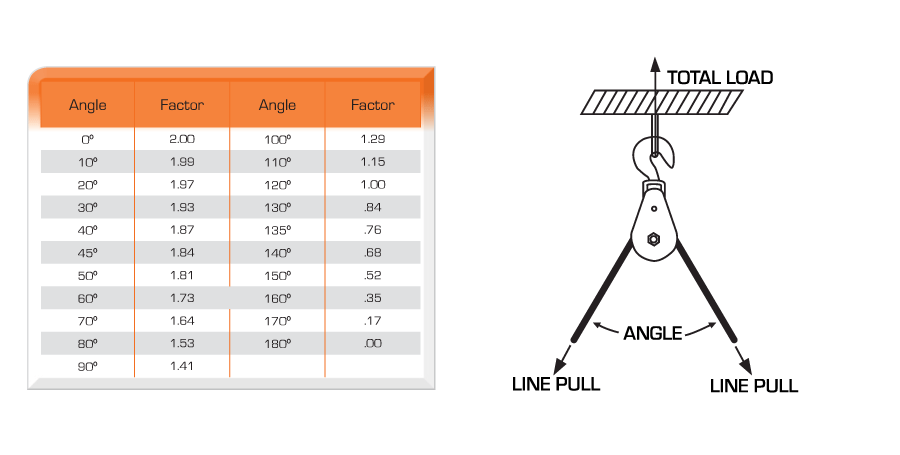 Angle Factor Angle Factor
0º 2.00 100º 1.29
10º 1.99 110º 1.15
20º 1.97 120º 1.00
30º 1.93 130º .84
40º 1.87 135º .76
45º 1.84 140º .68
50º 1.81 150º .52
60º 1.73 160º .35
70º 1.64 170º .17
80º 1.53 180º .00
90º 1.41
TOTAL LOAD
ANGLE
LINE PULL
LINE PULL